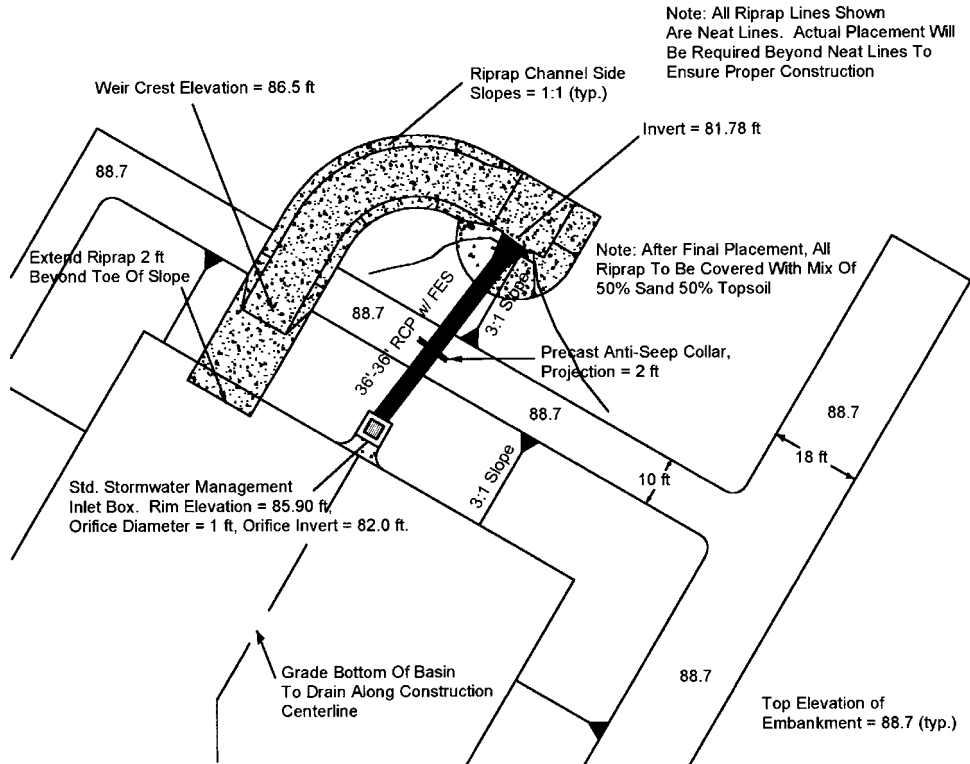 Note: All Riprap Lines Shown
Are Neat Lines. Actual Placement Will
Be Required Beyond Neat Lines To
Ensure Proper Construction
Riprap Channel Side
Slopes = 1:1 (typ.)
Weir Crest Elevation = 86.5 ft
Invert = 81.78 ft
88.7
Extend Riprap 2 ft
Beyond Toe Of Slope
Note: After Final Placement, All
Riprap To Be Covered With Mix Of
50% Sand 50% Topsoil
88.7
36'-36" RCP w/ FES
3:1 Slope
Precast Anti-Seep Collar,
Projection = 2 ft
88.7
88.7
18 ft
10 ft
3:1 Slope
Std. Stormwater Management
Inlet Box. Rim Elevation = 85.90 ft,
Orifice Diameter = 1 ft, Orifice Invert = 82.0 ft.
Grade Bottom Of Basin
To Drain Along Construction
Centerline
88.7
Top Elevation of
Embankment = 88.7 (typ.)